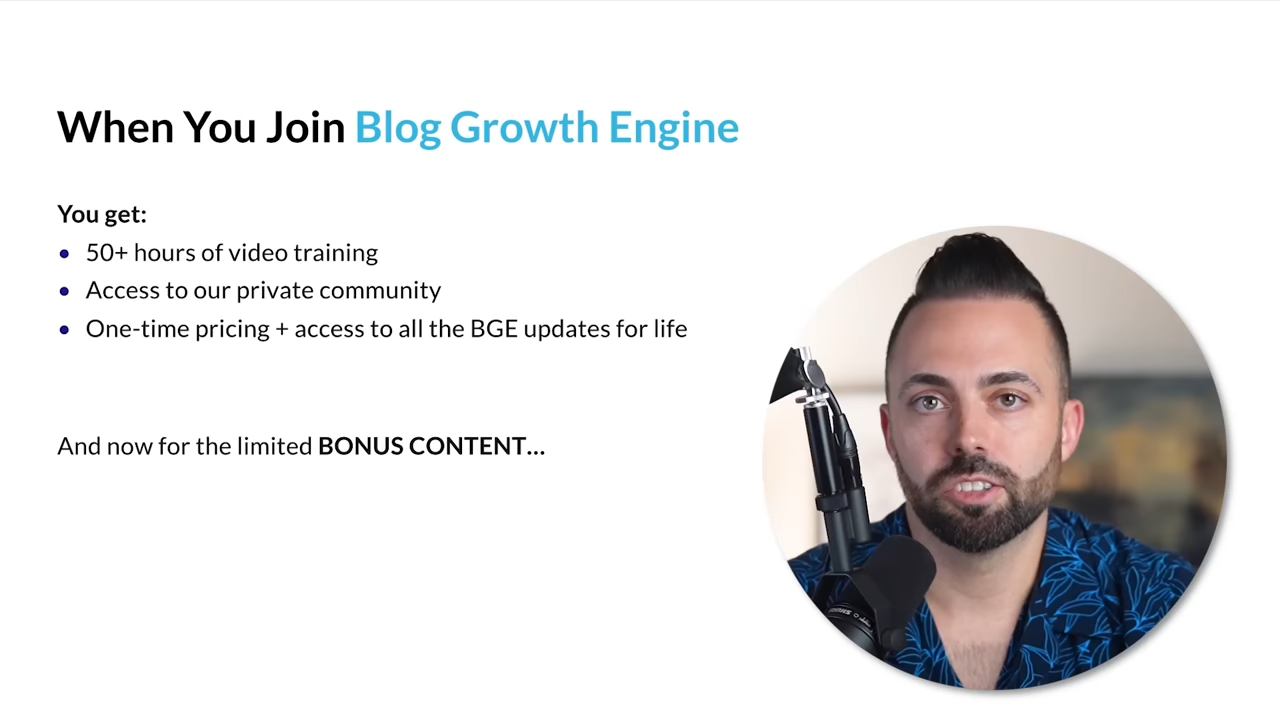 When You Join Blog Growth Engine
You get:
• 50+ hours of video training
• Access to our private community
• One-time pricing + access to all the BGE updates for life
And now for the limited BONUS CONTENT...